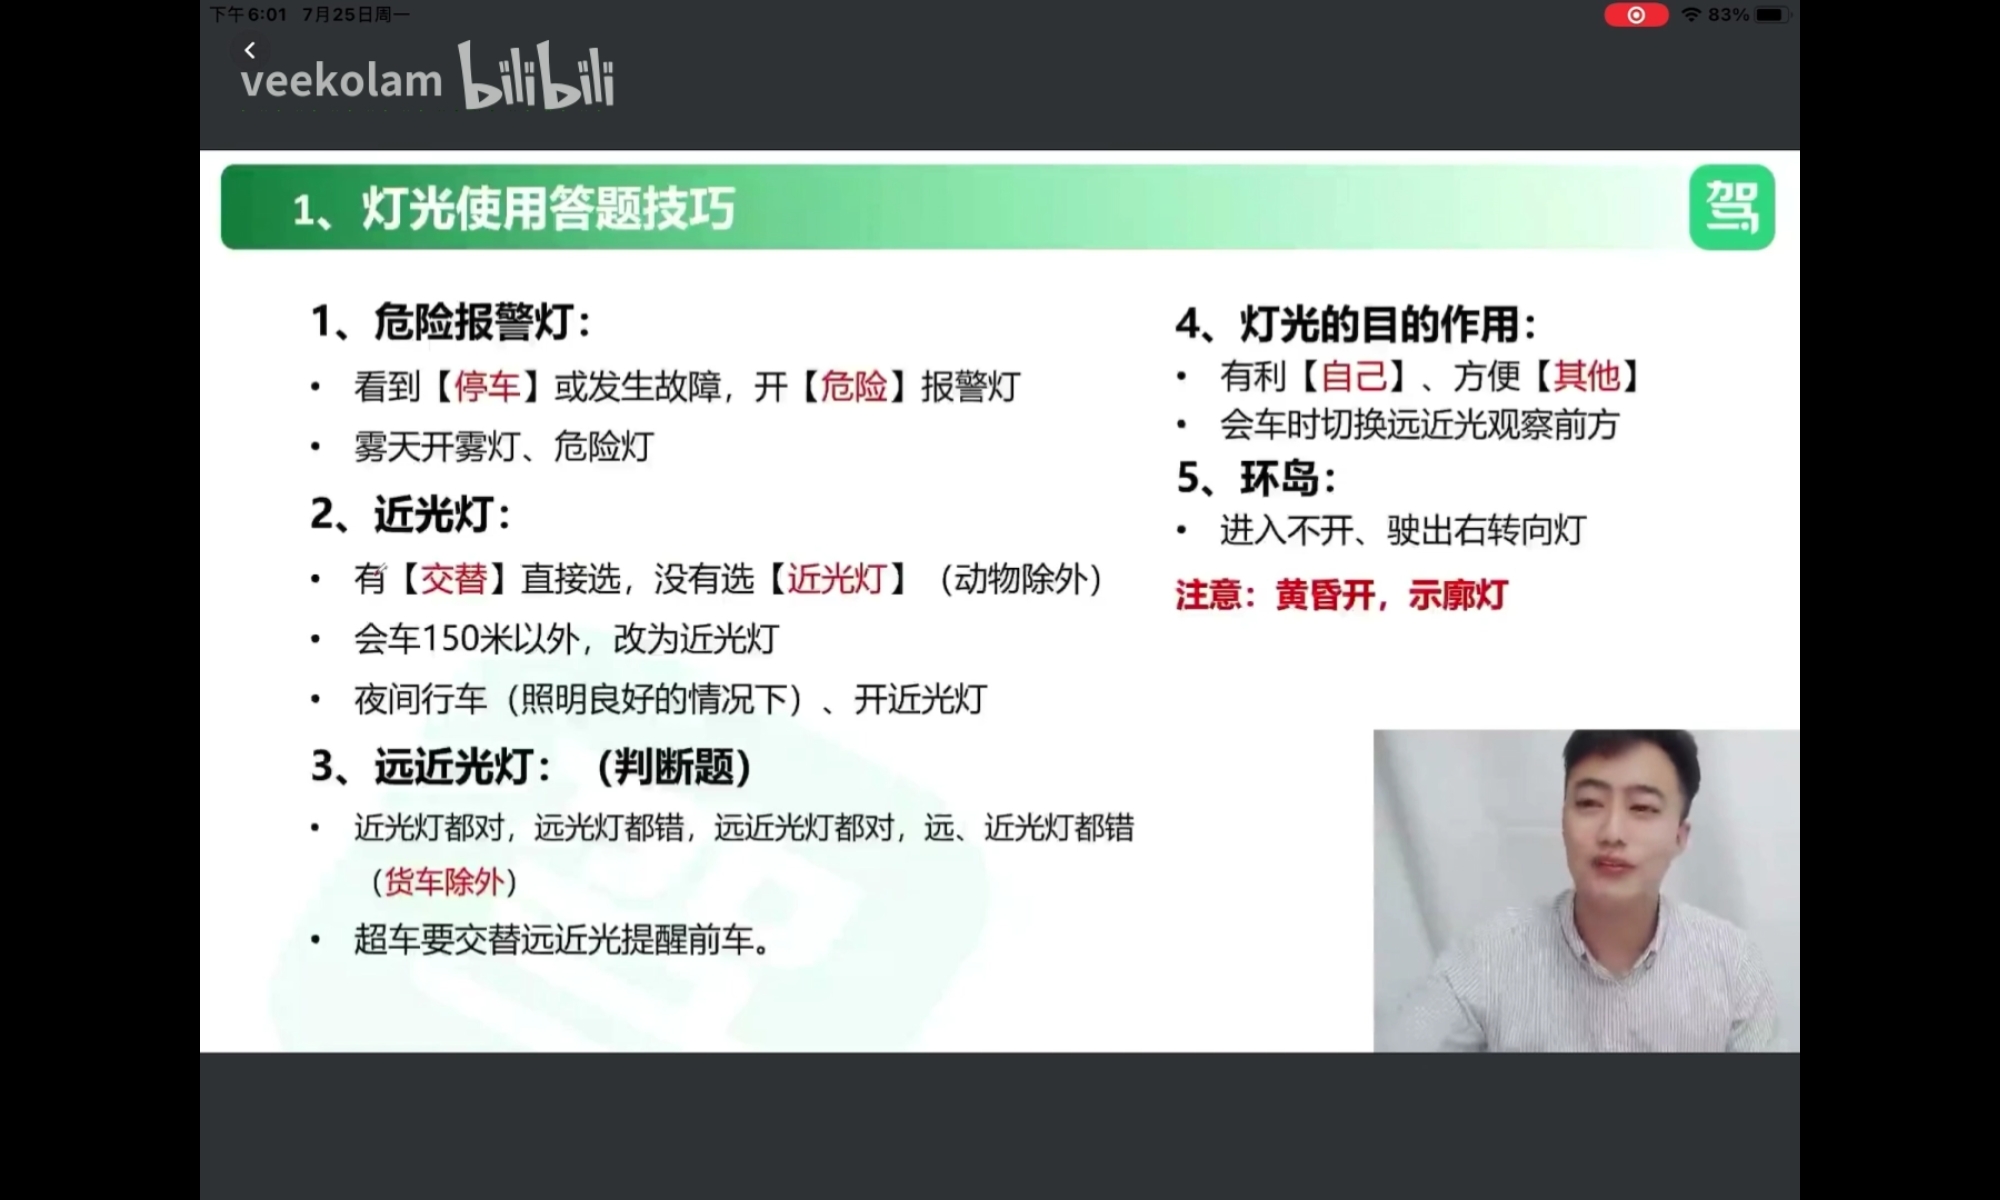 下午6:01 7月25日周一
83%
veekolam bilibili
1、灯光使用答题技巧
驾
1、危险报警灯：
• 看到【停车】或发生故障，开【危险】报警灯
• 雾天开雾灯、危险灯
2、近光灯：
• 有【交替】直接选，没有选【近光灯】（动物除外）
• 会车150米以外，改为近光灯
• 夜间行车（照明良好的情况下）、开近光灯
3、远近光灯：（判断题）
• 近光灯都对，远光灯都错，远近光灯都对，远、近光灯都错
（货车除外）
• 超车要交替远近光提醒前车。
4、灯光的目的作用：
• 有利【自己】、方便【其他】
• 会车时切换远近光观察前方
5、环岛：
• 进入不开、驶出右转向灯
注意：黄昏开，示廓灯